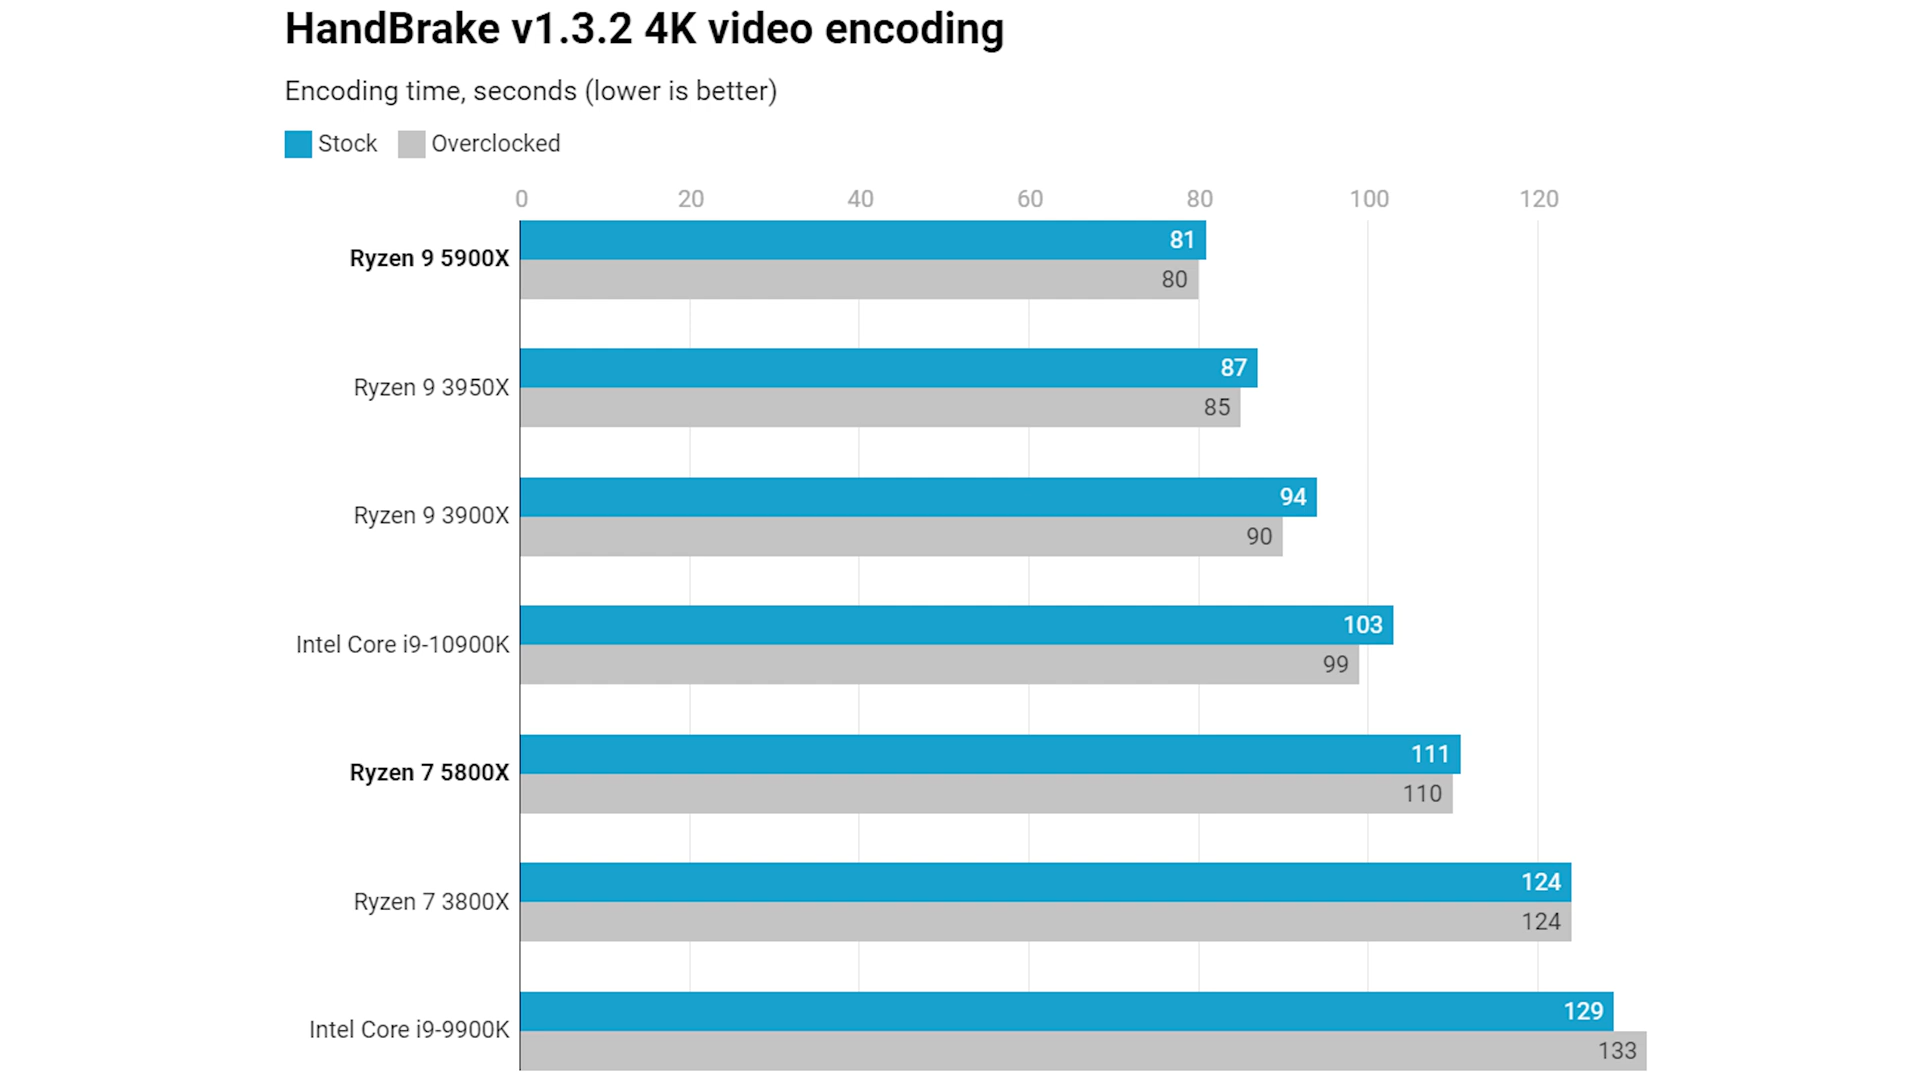 HandBrake v1.3.2 4K video encoding
Encoding time, seconds (lower is better)
Stock Overclocked
0 20 40 60 80 100 120
Ryzen 9 5900X 81
80
Ryzen 9 3950X 87
85
Ryzen 9 3900X 94
90
Intel Core i9-10900K 103
99
Ryzen 7 5800X 111
110
Ryzen 7 3800X 124
124
Intel Core i9-9900K 129
133